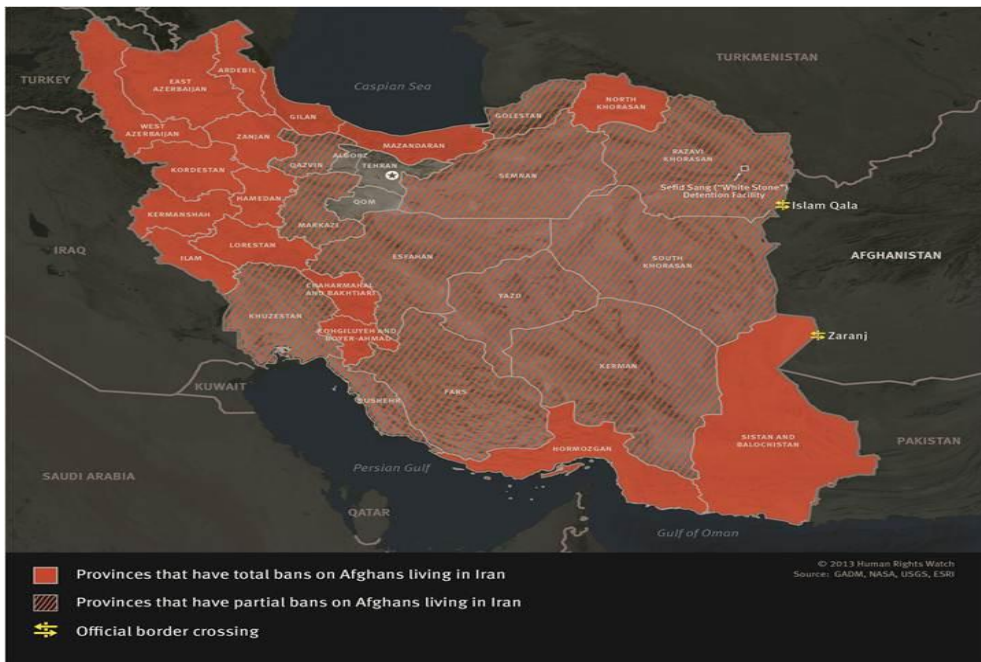 TURKEY
EAST
AZERBAIJAN
ARDEBIL
Caspian Sea
TURKMENISTAN
WEST
AZERBAIJAN
ZANJAN
GILAN
MAZANDARAN
GOLESTAN
NORTH
KHORASAN
QAZVIN
ALBORZ
TEHRAN
KORDESTAN
HAMEDAN
QOM
SEMNAN
RAZAVI
KHORASAN
Sefid Sang ("White Stone")
Detention Facility
Islam Qala
KERMANSHAH
MARKAZI
IRAQ
ILAM
LORESTAN
ESFAHAN
SOUTH
KHORASAN
AFGHANISTAN
CHAHARMAHAL
AND BAKHTIARI
YAZD
KHUZESTAN
KOHGILUYEH AND
BOYER-AHMAD
Zaranj
KUWAIT
BUSHEHR
FARS
KERMAN
SISTAN AND
BALOCHISTAN
PAKISTAN
HORMOZGAN
SAUDI ARABIA
Persian Gulf
QATAR
Gulf of Oman
Provinces that have total bans on Afghans living in Iran
© 2013 Human Rights Watch
Source: GADM, NASA, USGS, ESRI
Provinces that have partial bans on Afghans living in Iran
Official border crossing